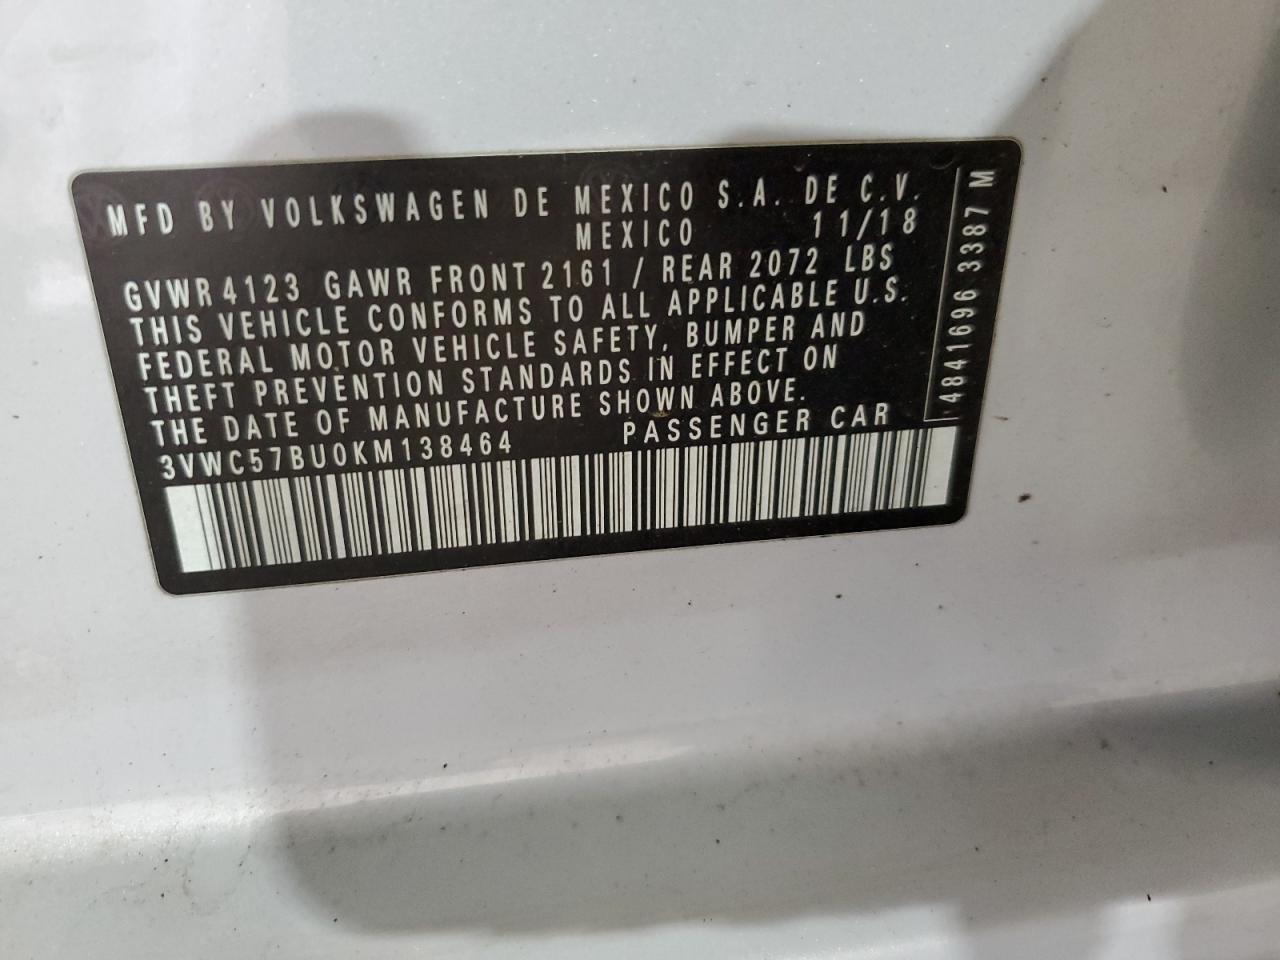 MFD BY VOLKSWAGEN DE MEXICO S.A. DE C.V.
MEXICO 11/18
GVWR 4123 GAWR FRONT 2161 / REAR 2072 LBS
THIS VEHICLE CONFORMS TO ALL APPLICABLE U.S.
FEDERAL MOTOR VEHICLE SAFETY, BUMPER AND
THEFT PREVENTION STANDARDS IN EFFECT ON
THE DATE OF MANUFACTURE SHOWN ABOVE.
3VWC57BU0KM138464 PASSENGER CAR
4841696 3387 M